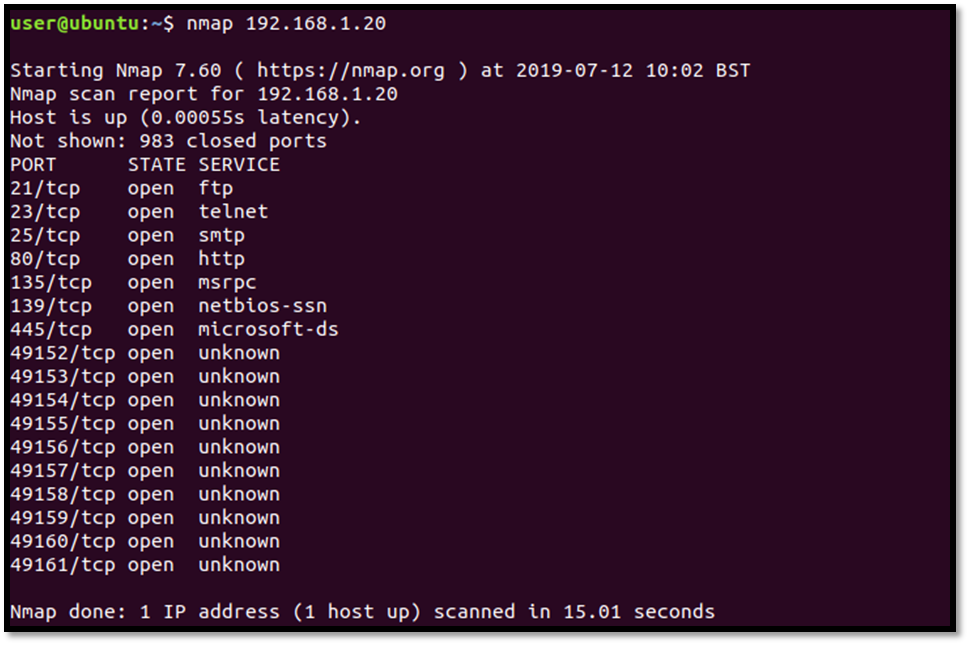 user@ubuntu:~$ nmap 192.168.1.20
Starting Nmap 7.60 ( https://nmap.org ) at 2019-07-12 10:02 BST
Nmap scan report for 192.168.1.20
Host is up (0.00055s latency).
Not shown: 983 closed ports
PORT      STATE SERVICE
21/tcp    open  ftp
23/tcp    open  telnet
25/tcp    open  smtp
80/tcp    open  http
135/tcp   open  msrpc
139/tcp   open  netbios-ssn
445/tcp   open  microsoft-ds
49152/tcp open  unknown
49153/tcp open  unknown
49154/tcp open  unknown
49155/tcp open  unknown
49156/tcp open  unknown
49157/tcp open  unknown
49158/tcp open  unknown
49159/tcp open  unknown
49160/tcp open  unknown
49161/tcp open  unknown
Nmap done: 1 IP address (1 host up) scanned in 15.01 seconds